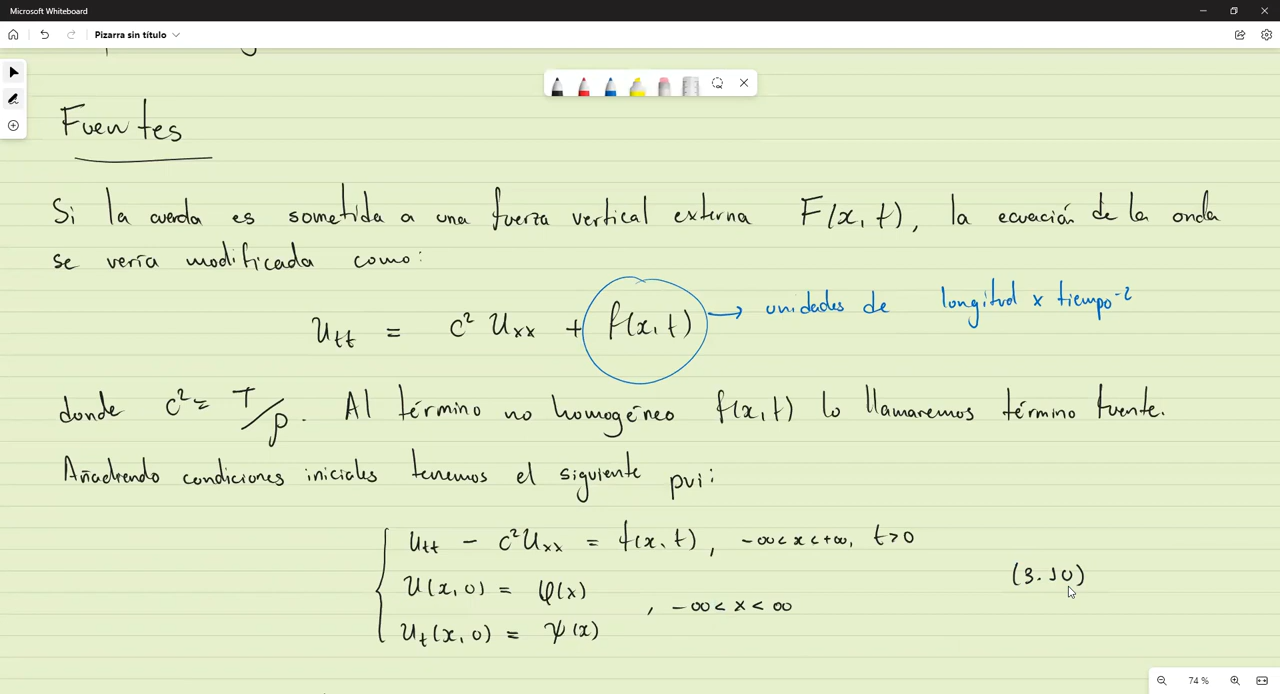 Microsoft Whiteboard
Pizarra sin título
Fuentes
Si la cuerda es sometida a una fuerza vertical externa F(x,t), la ecuación de la onda
se vería modificada como:
u_tt = c² u_xx + f(x,t) → unidades de longitud x tiempo⁻²
donde c² = T/ρ. Al término no homogéneo f(x,t) lo llamaremos término fuente.
Añadiendo condiciones iniciales tenemos el siguiente pvi:
u_tt - c² u_xx = f(x,t), -∞<x<+∞, t>0
(3.10)
u(x,0) = φ(x)
, -∞<x<∞
u_t(x,0) = ψ(x)
74 %